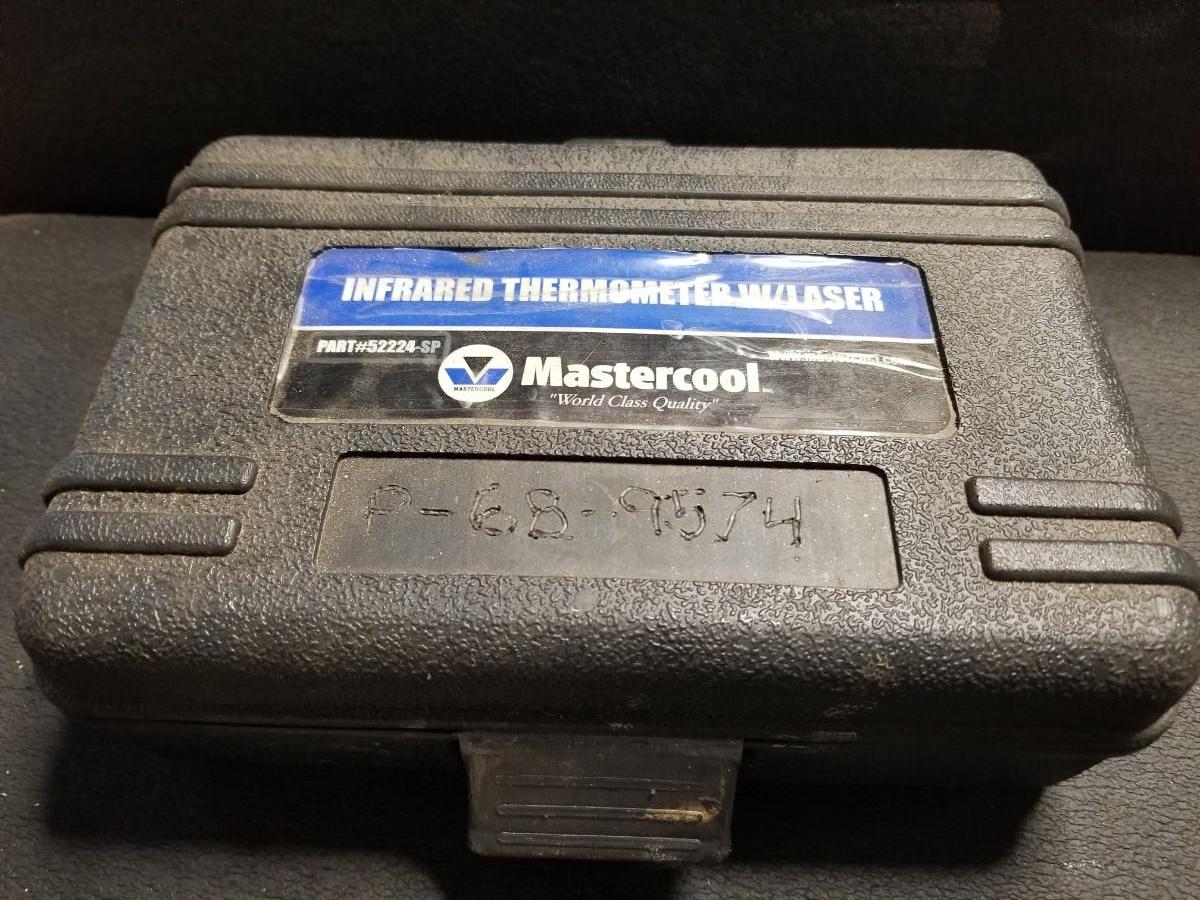 INFRARED THERMOMETER W/LASER
PART#52224-SP
MASTERCOOL
Mastercool
"World Class Quality"
P-68-9574